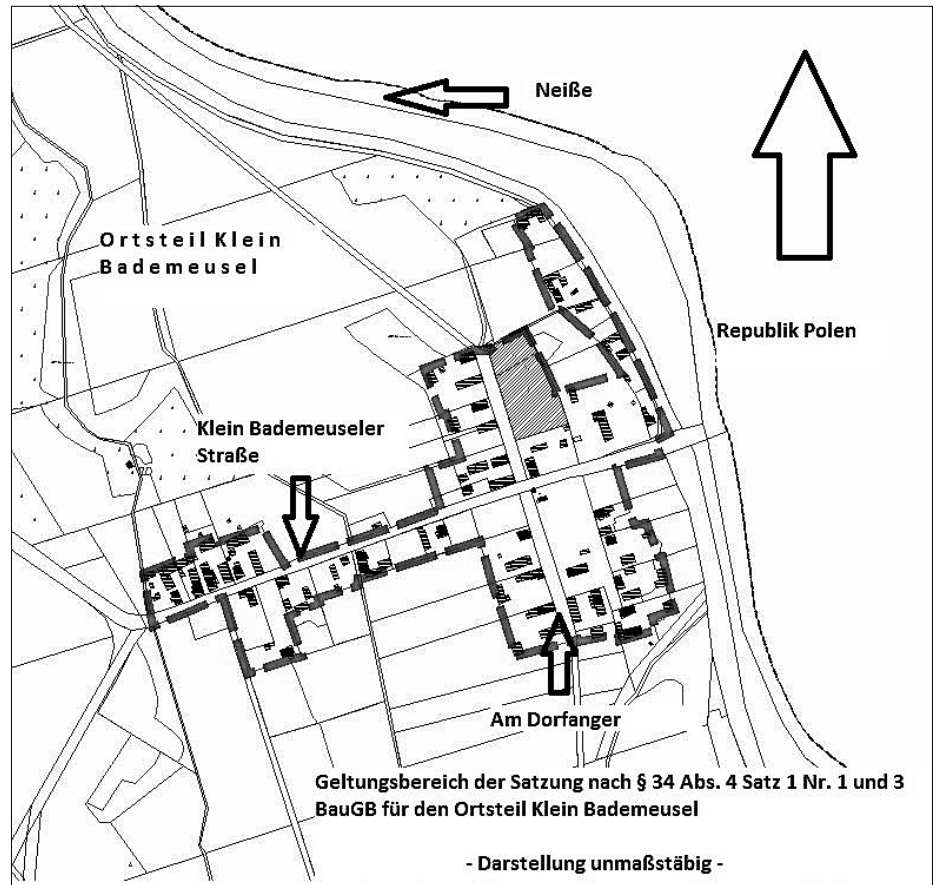 Neiße
Ortsteil Klein
Bademeusel
Republik Polen
Klein Bademeuseler
Straße
Am Dorfanger
Geltungsbereich der Satzung nach § 34 Abs. 4 Satz 1 Nr. 1 und 3
BauGB für den Ortsteil Klein Bademeusel
- Darstellung unmaßstäbig -